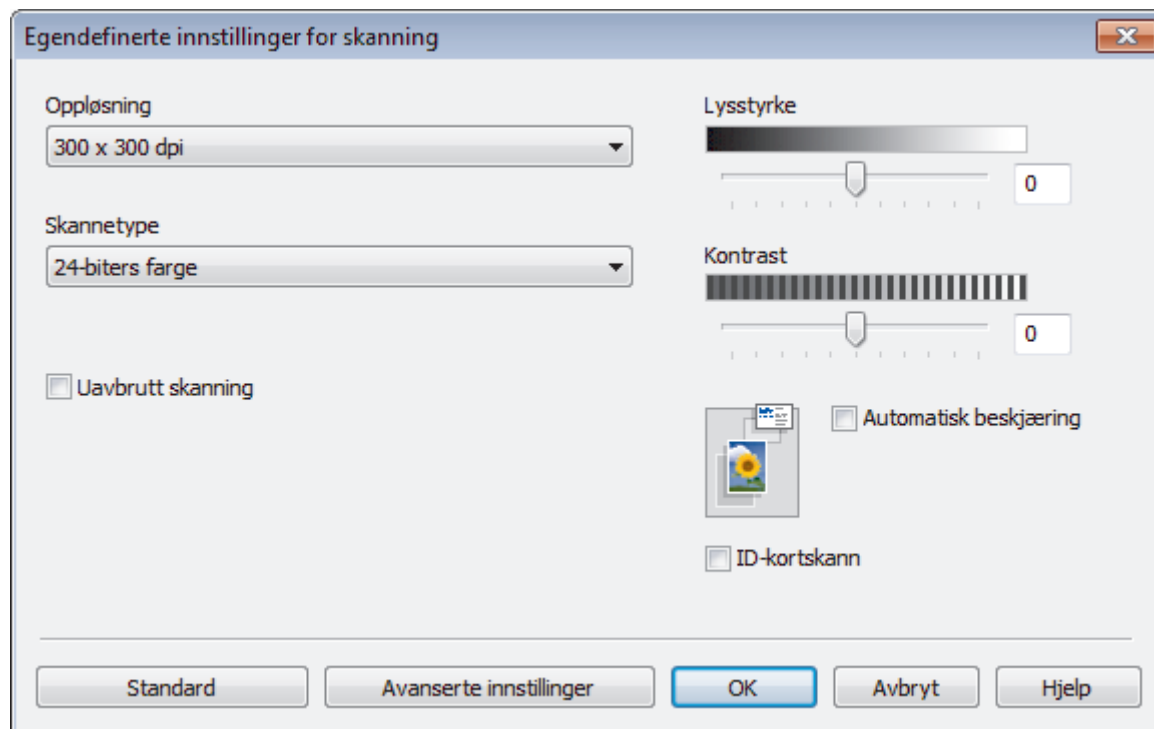 Egendefinerte innstillinger for skanning
Oppløsning
300 x 300 dpi
Skannetype
24-biters farge
Uavbrutt skanning
Lysstyrke
0
Kontrast
0
Automatisk beskjæring
ID-kortskann
Standard
Avanserte innstillinger
OK
Avbryt
Hjelp